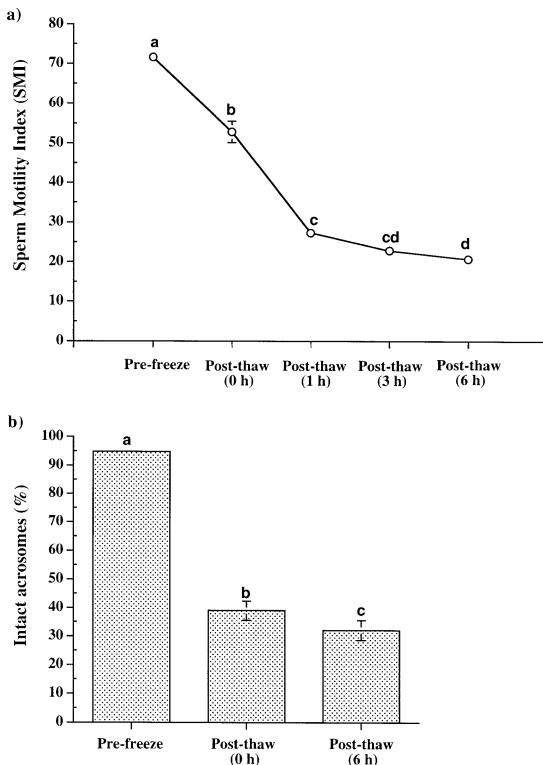 a)
Sperm Motility Index (SMI)
80
70
60
50
40
30
20
10
0
a
b
c
cd
d
Pre-freeze
Post-thaw
(0 h)
Post-thaw
(1 h)
Post-thaw
(3 h)
Post-thaw
(6 h)
b)
Intact acrosomes (%)
100
90
80
70
60
50
40
30
20
10
0
a
b
c
Pre-freeze
Post-thaw
(0 h)
Post-thaw
(6 h)